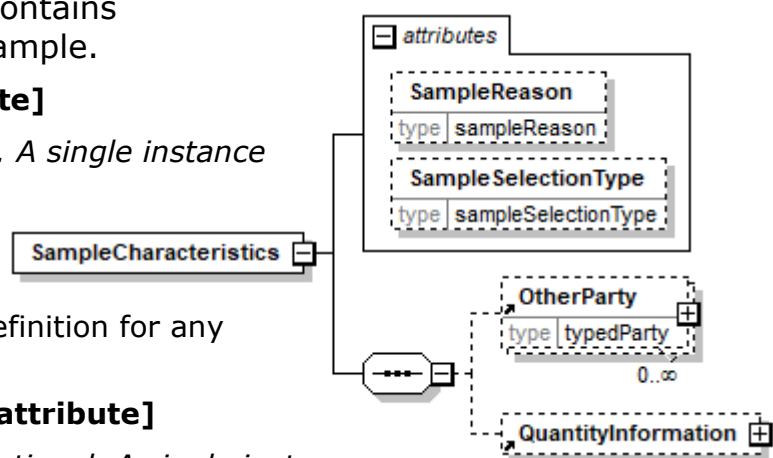 ontains
ample.
te]
. A single instance
efinition for any
attribute]
attributes
SampleReason
type sampleReason
SampleSelectionType
type sampleSelectionType
SampleCharacteristics
OtherParty
type typedParty
0..∞
QuantityInformation